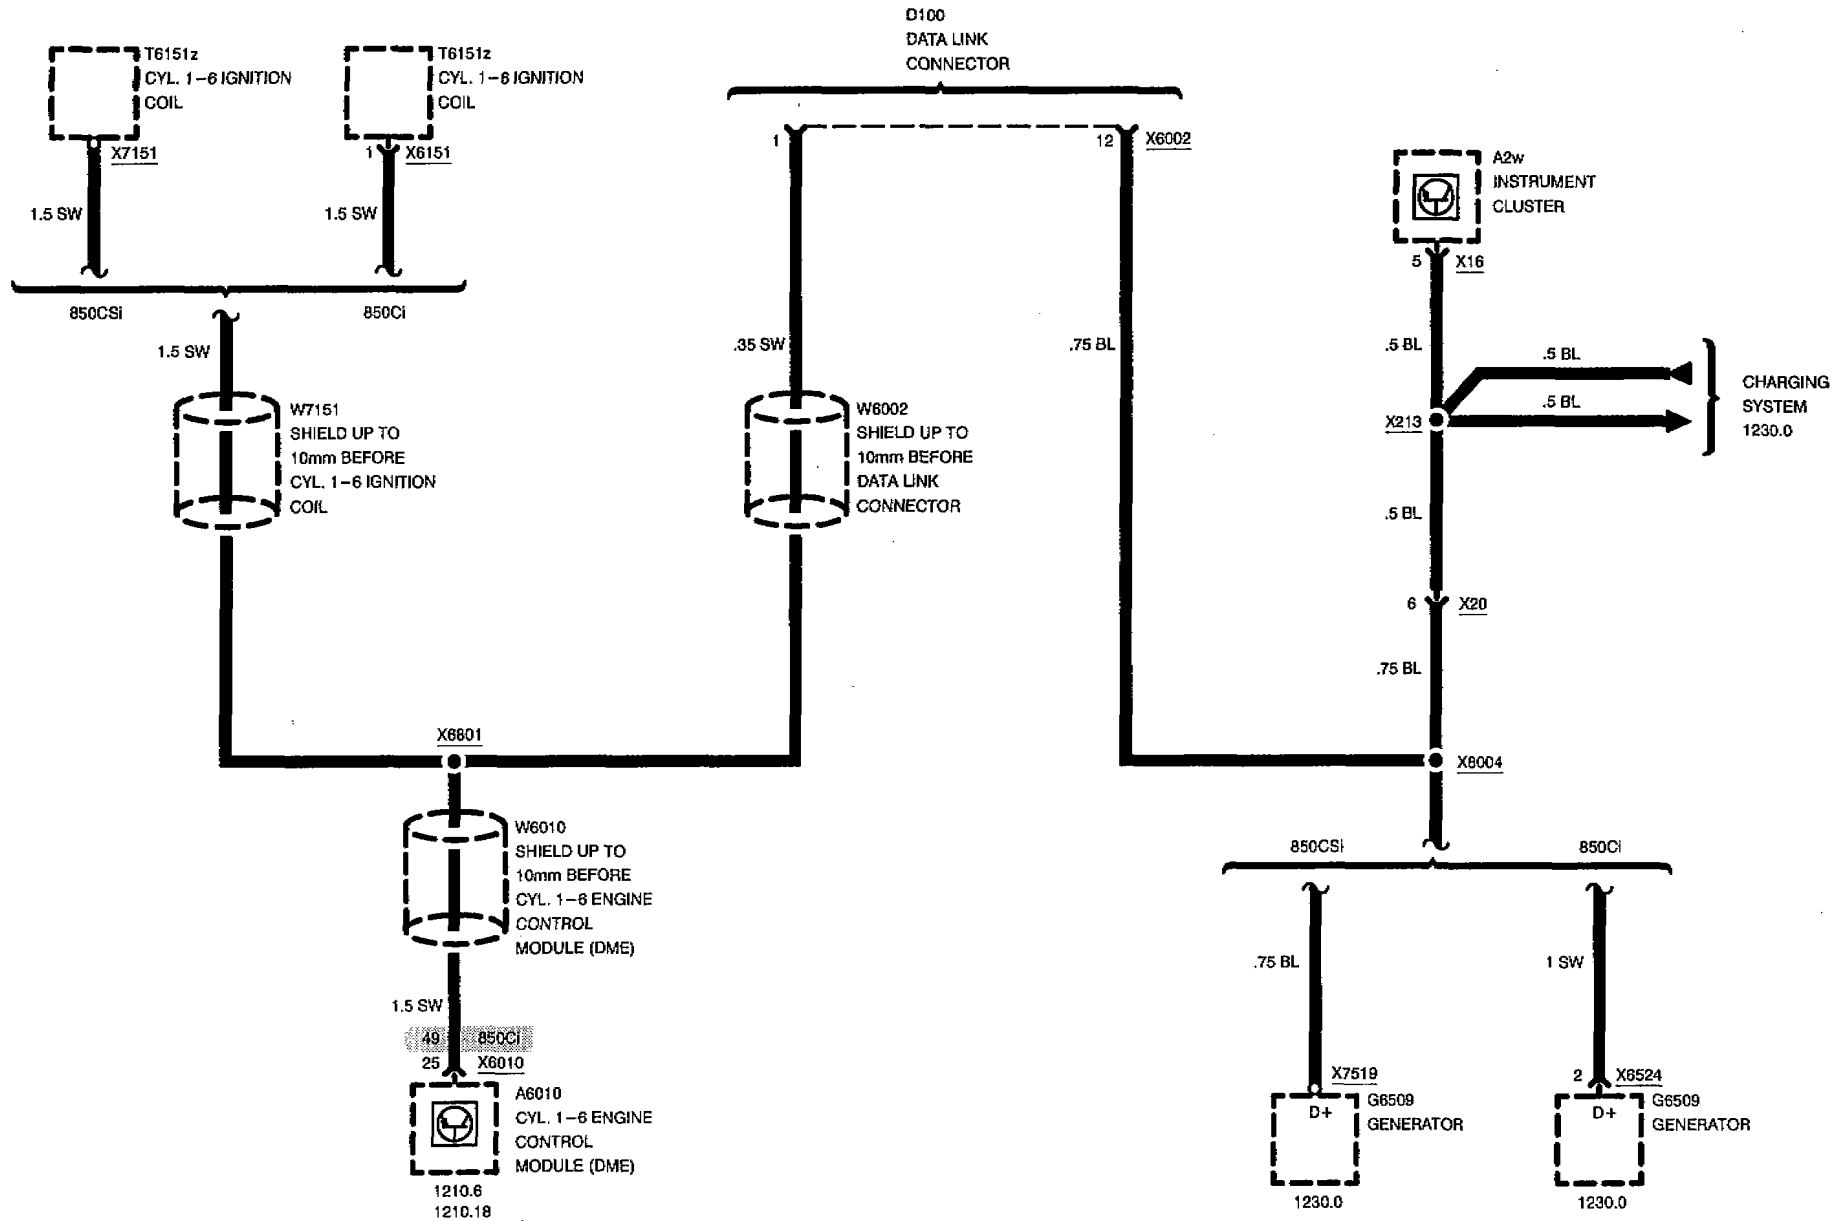 D100
DATA LINK
CONNECTOR
T6151z
CYL. 1-6 IGNITION
COIL
T6151z
CYL. 1-6 IGNITION
COIL
X7151
1
X6151
1
12
X6002
A2w
INSTRUMENT
CLUSTER
1.5 SW
1.5 SW
5
X16
850CSi
850Ci
1.5 SW
.35 SW
.75 BL
.5 BL
.5 BL
.5 BL
X213
CHARGING
SYSTEM
1230.0
W7151
SHIELD UP TO
10mm BEFORE
CYL. 1-6 IGNITION
COIL
W6002
SHIELD UP TO
10mm BEFORE
DATA LINK
CONNECTOR
.5 BL
6
X20
.75 BL
X6801
X8004
W6010
SHIELD UP TO
10mm BEFORE
CYL. 1-6 ENGINE
CONTROL
MODULE (DME)
850CSi
850Ci
.75 BL
1 SW
1.5 SW
49
850Ci
25
X6010
X7519
2
X6524
A6010
CYL. 1-6 ENGINE
CONTROL
MODULE (DME)
D+
G6509
GENERATOR
D+
G6509
GENERATOR
1210.6
1210.18
1230.0
1230.0